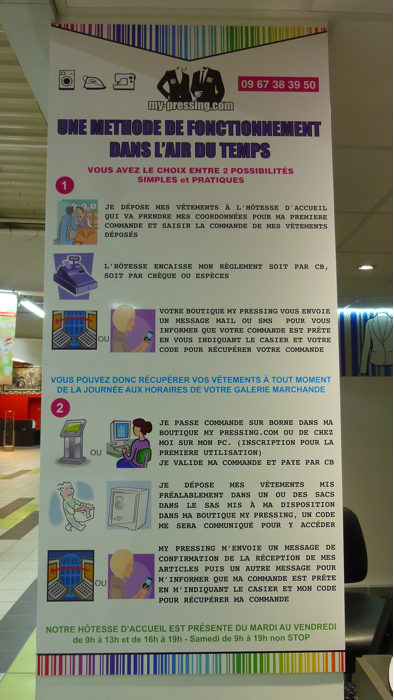 my-pressing.com
09 67 38 39 50
UNE METHODE DE FONCTIONNEMENT
DANS L'AIR DU TEMPS
VOUS AVEZ LE CHOIX ENTRE 2 POSSIBILITÉS
SIMPLES et PRATIQUES
1
JE DÉPOSE MES VÊTEMENTS À L'HÔTESSE D'ACCUEIL
QUI VA PRENDRE MES COORDONNÉES POUR MA PREMIERE
COMMANDE ET SAISIR LA COMMANDE DE MES VÊTEMENTS
DÉPOSÉS
L'HÔTESSE ENCAISSE MON RÈGLEMENT SOIT PAR CB,
SOIT PAR CHÈQUE OU ESPÈCES
OU
VOTRE BOUTIQUE MY PRESSING VOUS ENVOIE
UN MESSAGE MAIL OU SMS POUR VOUS
INFORMER QUE VOTRE COMMANDE EST PRÊTE
EN VOUS INDIQUANT LE CASIER ET VOTRE
CODE POUR RÉCUPÉRER VOTRE COMMANDE
VOUS POUVEZ DONC RÉCUPÉRER VOS VÊTEMENTS À TOUT MOMENT
DE LA JOURNÉE AUX HORAIRES DE VOTRE GALERIE MARCHANDE
2
OU
JE PASSE COMMANDE SUR BORNE DANS MA
BOUTIQUE MY PRESSING.COM OU DE CHEZ
MOI SUR MON PC. (INSCRIPTION POUR LA
PREMIERE UTILISATION)
JE VALIDE MA COMMANDE ET PAYE PAR CB
JE DÉPOSE MES VÊTEMENTS MIS
PRÉALABLEMENT DANS UN OU DES SACS
DANS LE SAS MIS À MA DISPOSITION
DANS MA BOUTIQUE MY PRESSING, UN CODE
ME SERA COMMUNIQUÉ POUR Y ACCÉDER
OU
MY PRESSING M'ENVOIE UN MESSAGE DE
CONFIRMATION DE LA RÉCEPTION DE MES
ARTICLES PUIS UN AUTRE MESSAGE POUR
M'INFORMER QUE MA COMMANDE EST PRÊTE
EN M'INDIQUANT LE CASIER ET MON CODE
POUR RÉCUPÉRER MA COMMANDE
NOTRE HÔTESSE D'ACCUEIL EST PRÉSENTE DU MARDI AU VENDREDI
de 9h à 13h et de 16h à 19h - Samedi de 9h à 19h non STOP